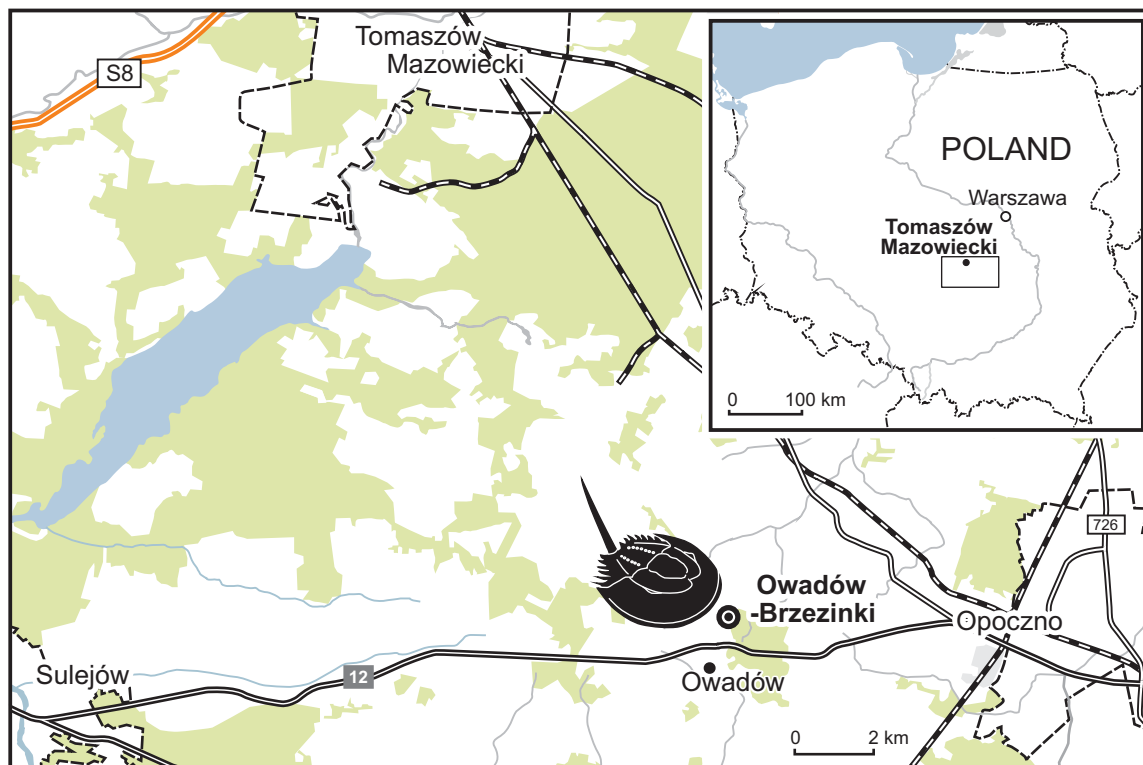 Tomaszów
Mazowiecki
S8
POLAND
Warszawa
Tomaszów
Mazowiecki
0 100 km
726
Owadów
-Brzezinki
Opoczno
Sulejów
12
Owadów
0 2 km